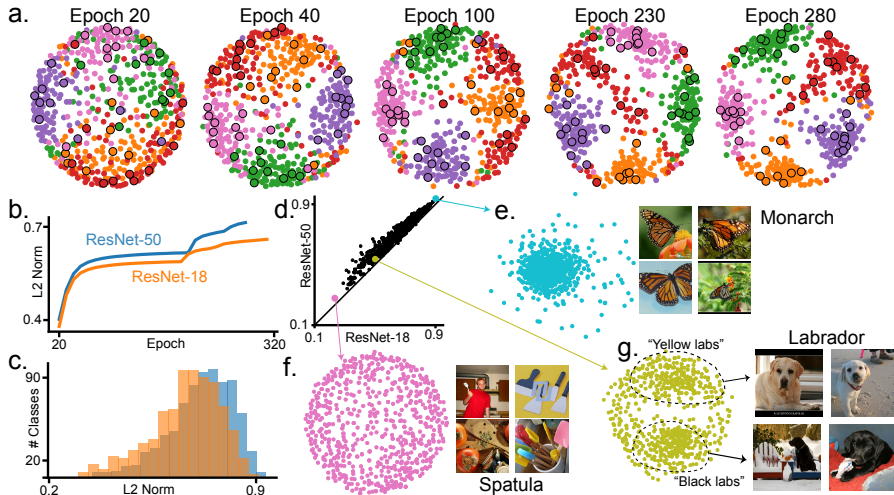 a.
Epoch 20
Epoch 40
Epoch 100
Epoch 230
Epoch 280
b.
0.7
0.4
L2 Norm
ResNet-50
ResNet-18
20
Epoch
320
c.
90
20
# Classes
0.2
L2 Norm
0.9
d.
0.9
ResNet-50
0.1
0.1
ResNet-18
0.9
e.
Monarch
f.
Spatula
g.
Labrador
“Yellow labs”
“Black labs”